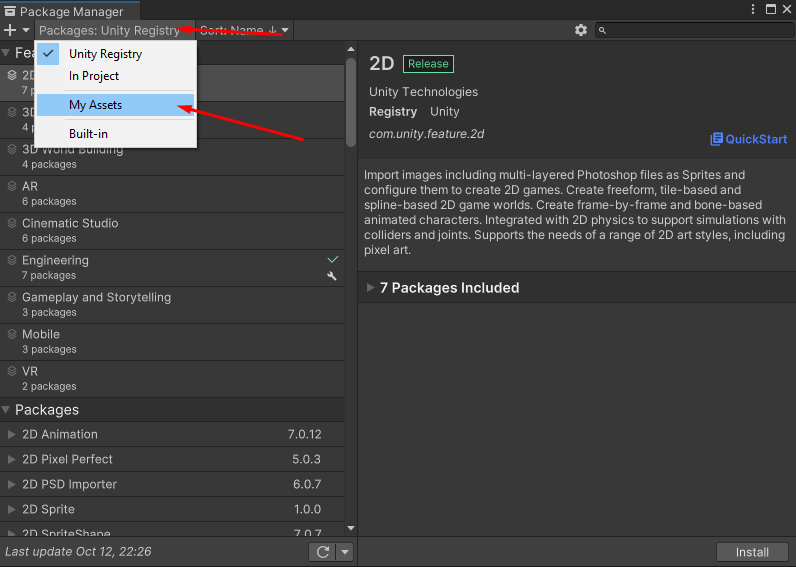 Package Manager
Packages: Unity Registry
Sort: Name
Unity Registry
In Project
My Assets
Built-in
2D
4 packages
3D World Building
4 packages
AR
6 packages
Cinematic Studio
6 packages
Engineering
7 packages
Gameplay and Storytelling
3 packages
Mobile
3 packages
VR
2 packages
Packages
2D Animation 7.0.12
2D Pixel Perfect 5.0.3
2D PSD Importer 6.0.7
2D Sprite 1.0.0
2D SpriteShape 7.0.7
Last update Oct 12, 22:26
2D Release
Unity Technologies
Registry Unity
com.unity.feature.2d
QuickStart
Import images including multi-layered Photoshop files as Sprites and
configure them to create 2D games. Create freeform, tile-based and
spline-based 2D game worlds. Create frame-by-frame and bone-based
animated characters. Integrated with 2D physics to support simulations with
colliders and joints. Supports the needs of a range of 2D art styles, including
pixel art.
7 Packages Included
Install